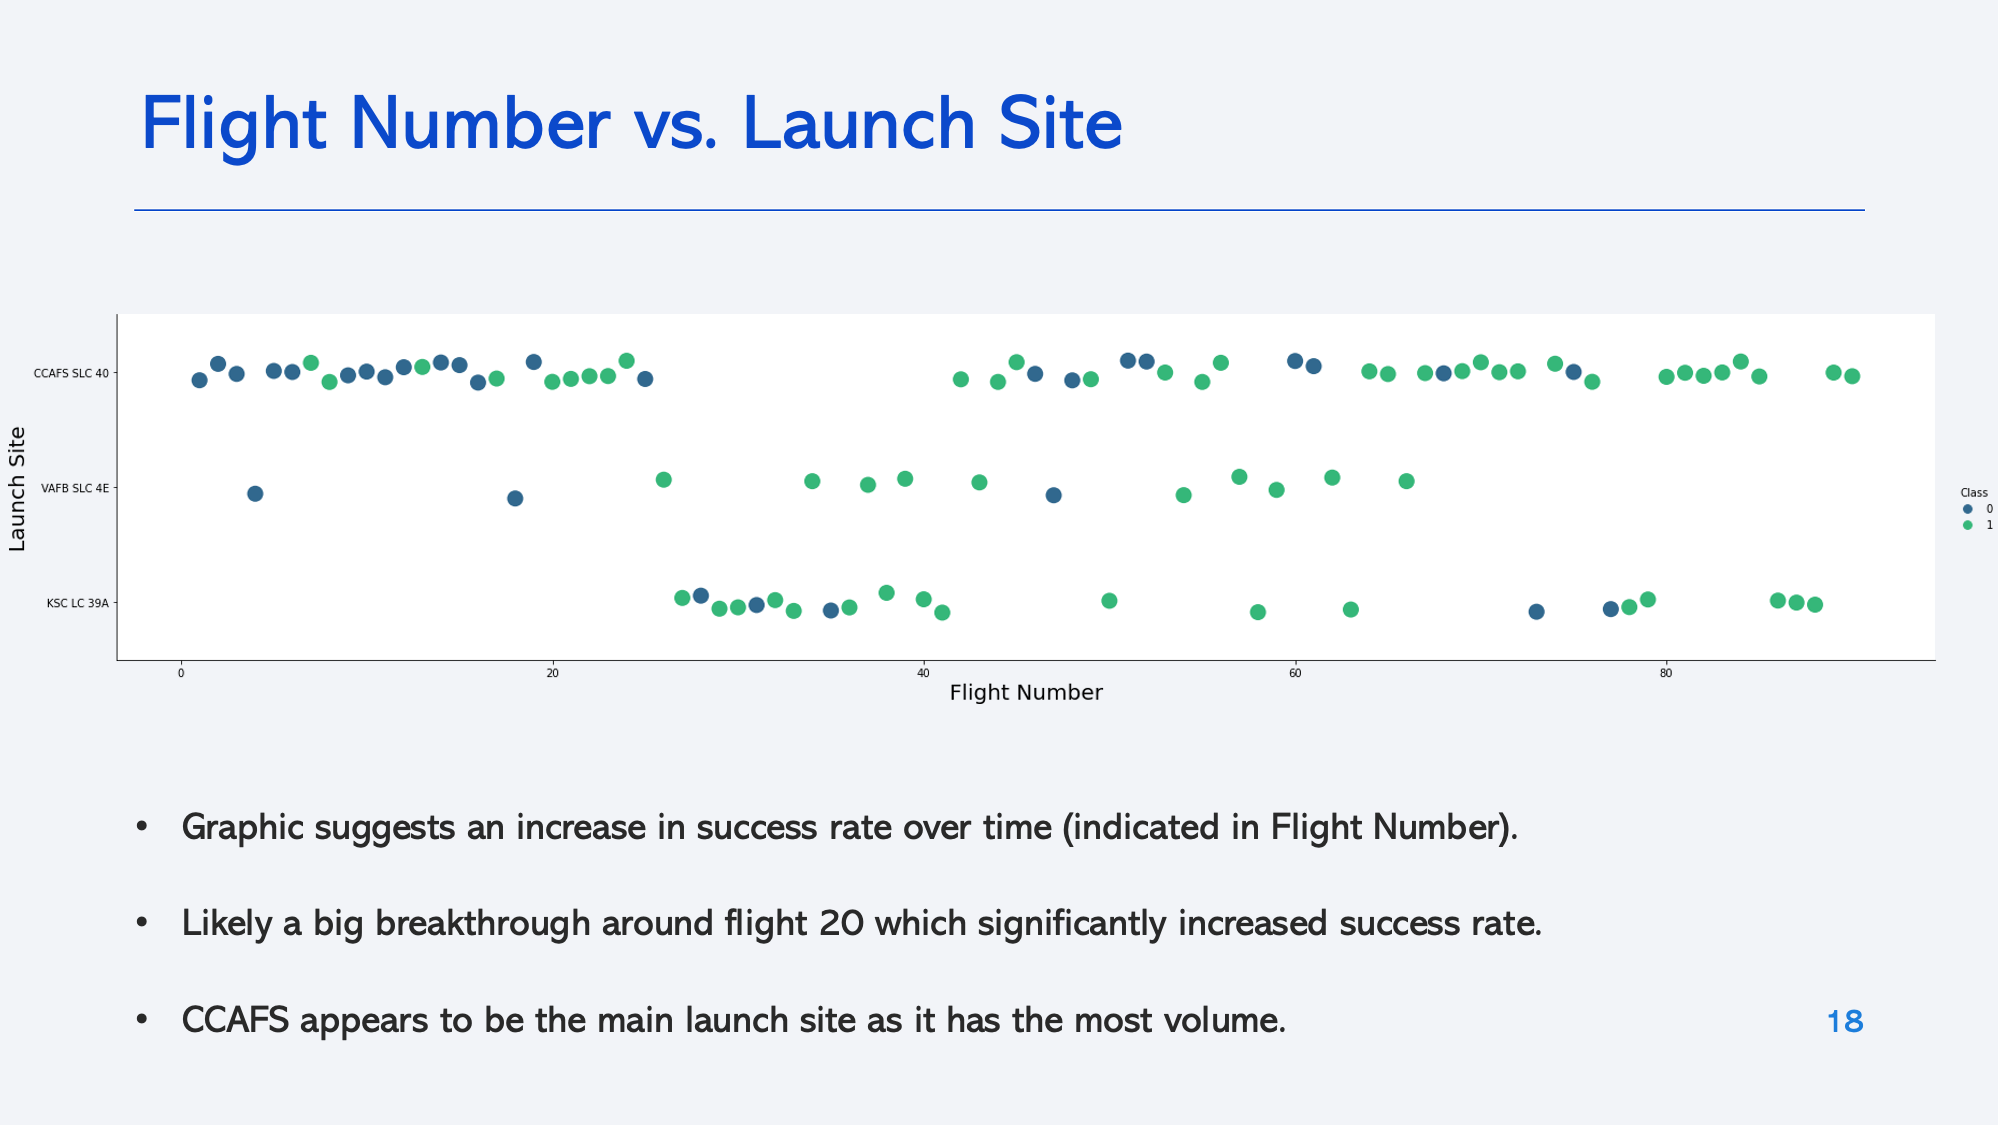 Flight Number vs. Launch Site
Launch Site
CCAFS SLC 40
VAFB SLC 4E
KSC LC 39A
0 20 40 60 80
Flight Number
Class
0
1
• Graphic suggests an increase in success rate over time (indicated in Flight Number).
• Likely a big breakthrough around flight 20 which significantly increased success rate.
• CCAFS appears to be the main launch site as it has the most volume.
18